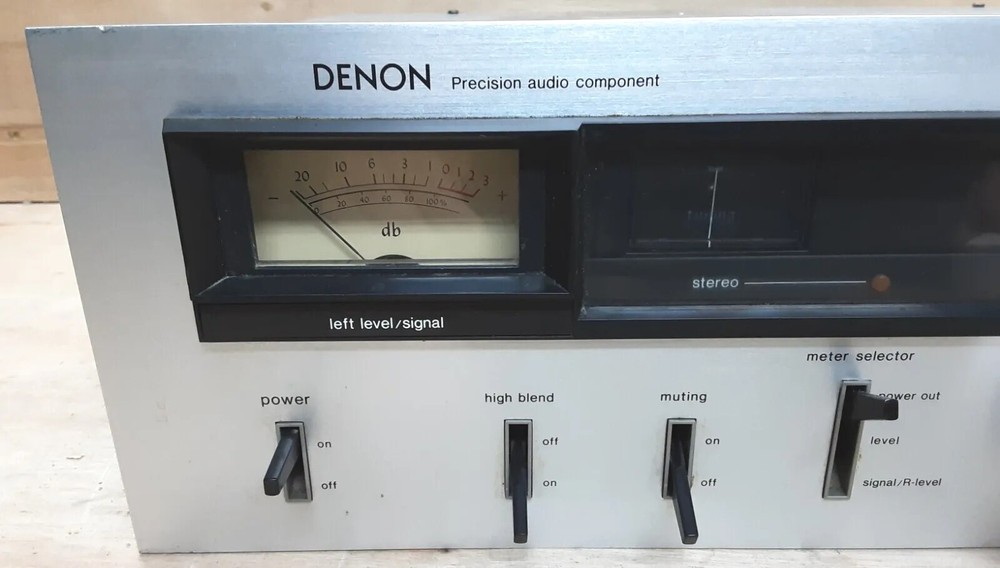 DENON Precision audio component
20 10 6 3 1 0 1 2 3
− +
0 20 40 60 80 100%
db
stereo
left level/signal
meter selector
power out
level
signal/R-level
power
on
off
high blend
off
on
muting
on
off